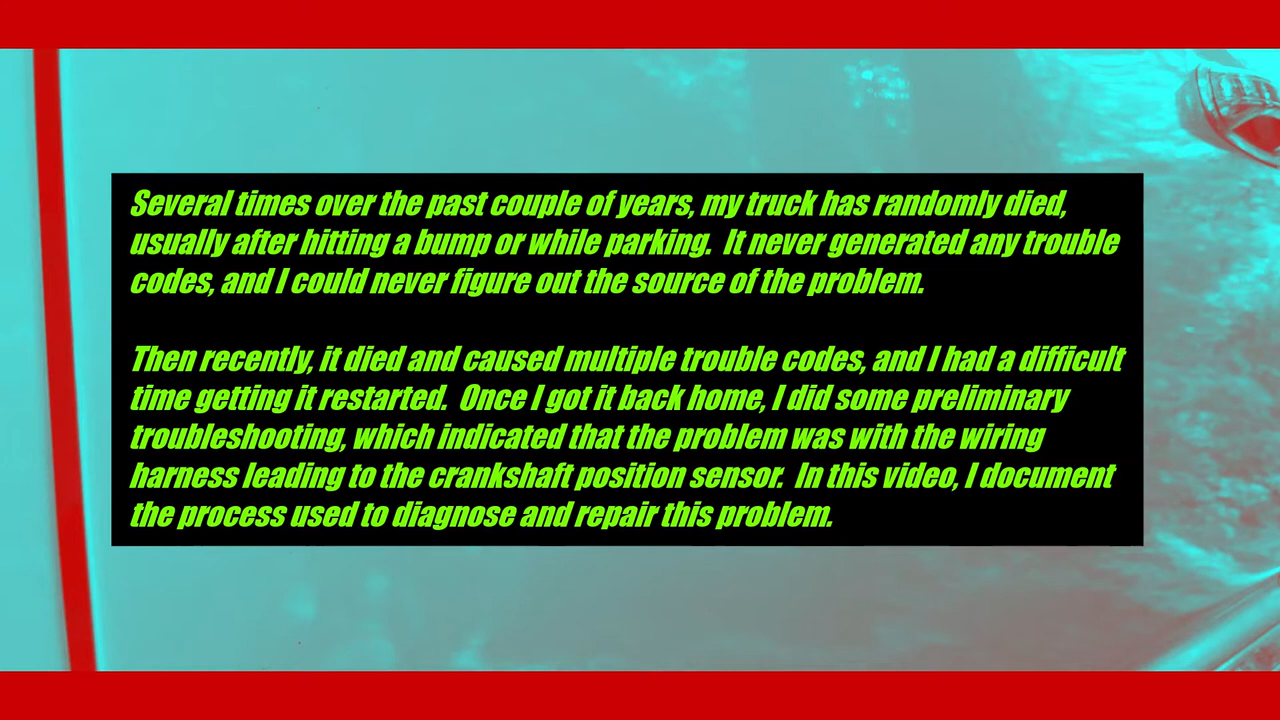 Several times over the past couple of years, my truck has randomly died,
usually after hitting a bump or while parking.  It never generated any trouble
codes, and I could never figure out the source of the problem.
Then recently, it died and caused multiple trouble codes, and I had a difficult
time getting it restarted.  Once I got it back home, I did some preliminary
troubleshooting, which indicated that the problem was with the wiring
harness leading to the crankshaft position sensor.  In this video, I document
the process used to diagnose and repair this problem.